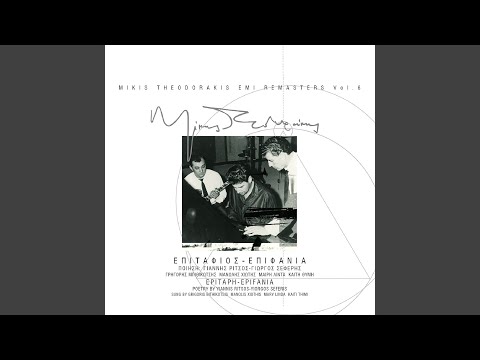 MIKIS THEODORAKIS EMI REMASTERS Vol.6
ΕΠΙΤΑΦΙΟΣ-ΕΠΙΦΑΝΙΑ
ΠΟΙΗΣΗ: ΓΙΑΝΝΗΣ ΡΙΤΣΟΣ-ΓΙΩΡΓΟΣ ΣΕΦΕΡΗΣ
ΓΡΗΓΟΡΗΣ ΜΠΙΘΙΚΩΤΣΗΣ ΜΑΝΩΛΗΣ ΧΙΩΤΗΣ ΜΑΙΡΗ ΛΙΝΤΑ ΚΑΙΤΗ ΘΥΜΗ
EPITAPH-EPIFANIA
POETRY BY YIANNIS RITSOS-YIORGOS SEFERIS
SUNG BY GRIGORIS BITHIKOTSIS MANOLIS HIOTIS MARY LINDA KAITI THIMI